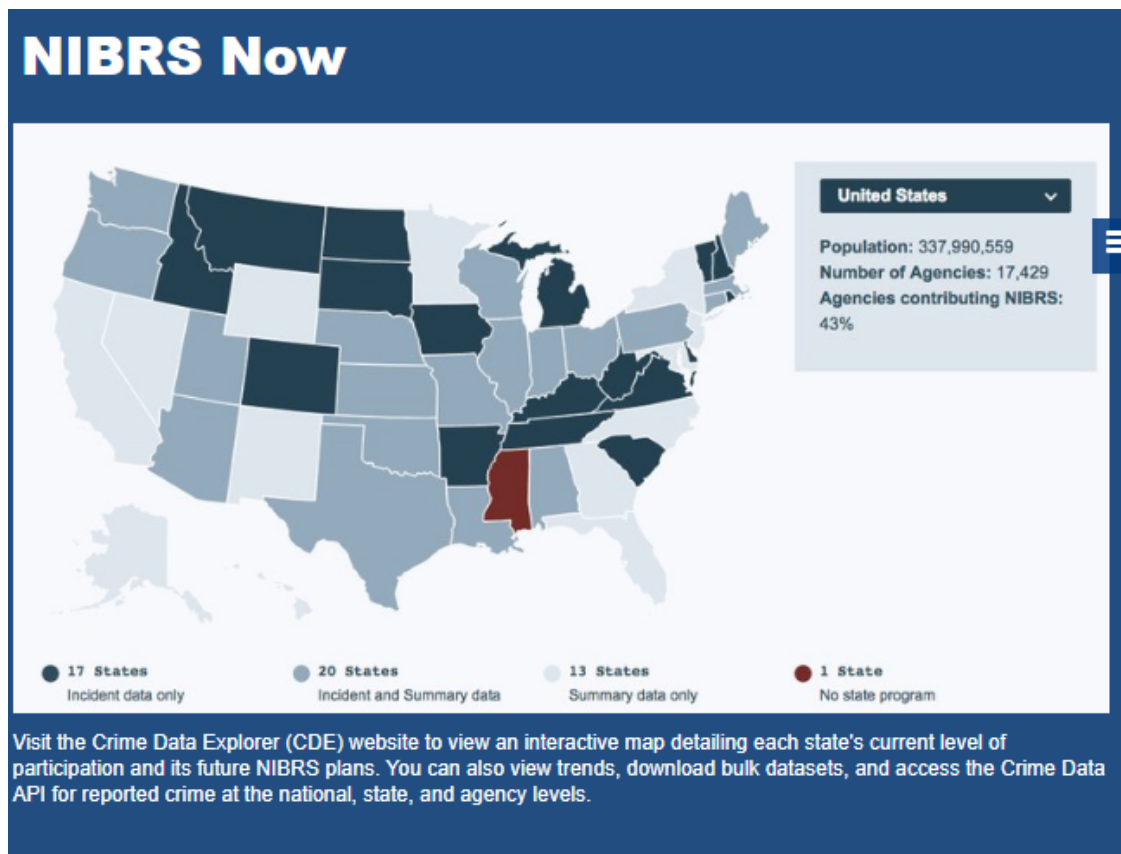 NIBRS Now
United States
Population: 337,990,559
Number of Agencies: 17,429
Agencies contributing NIBRS:
43%
17 States
Incident data only
20 States
Incident and Summary data
13 States
Summary data only
1 State
No state program
Visit the Crime Data Explorer (CDE) website to view an interactive map detailing each state's current level of
participation and its future NIBRS plans. You can also view trends, download bulk datasets, and access the Crime Data
API for reported crime at the national, state, and agency levels.